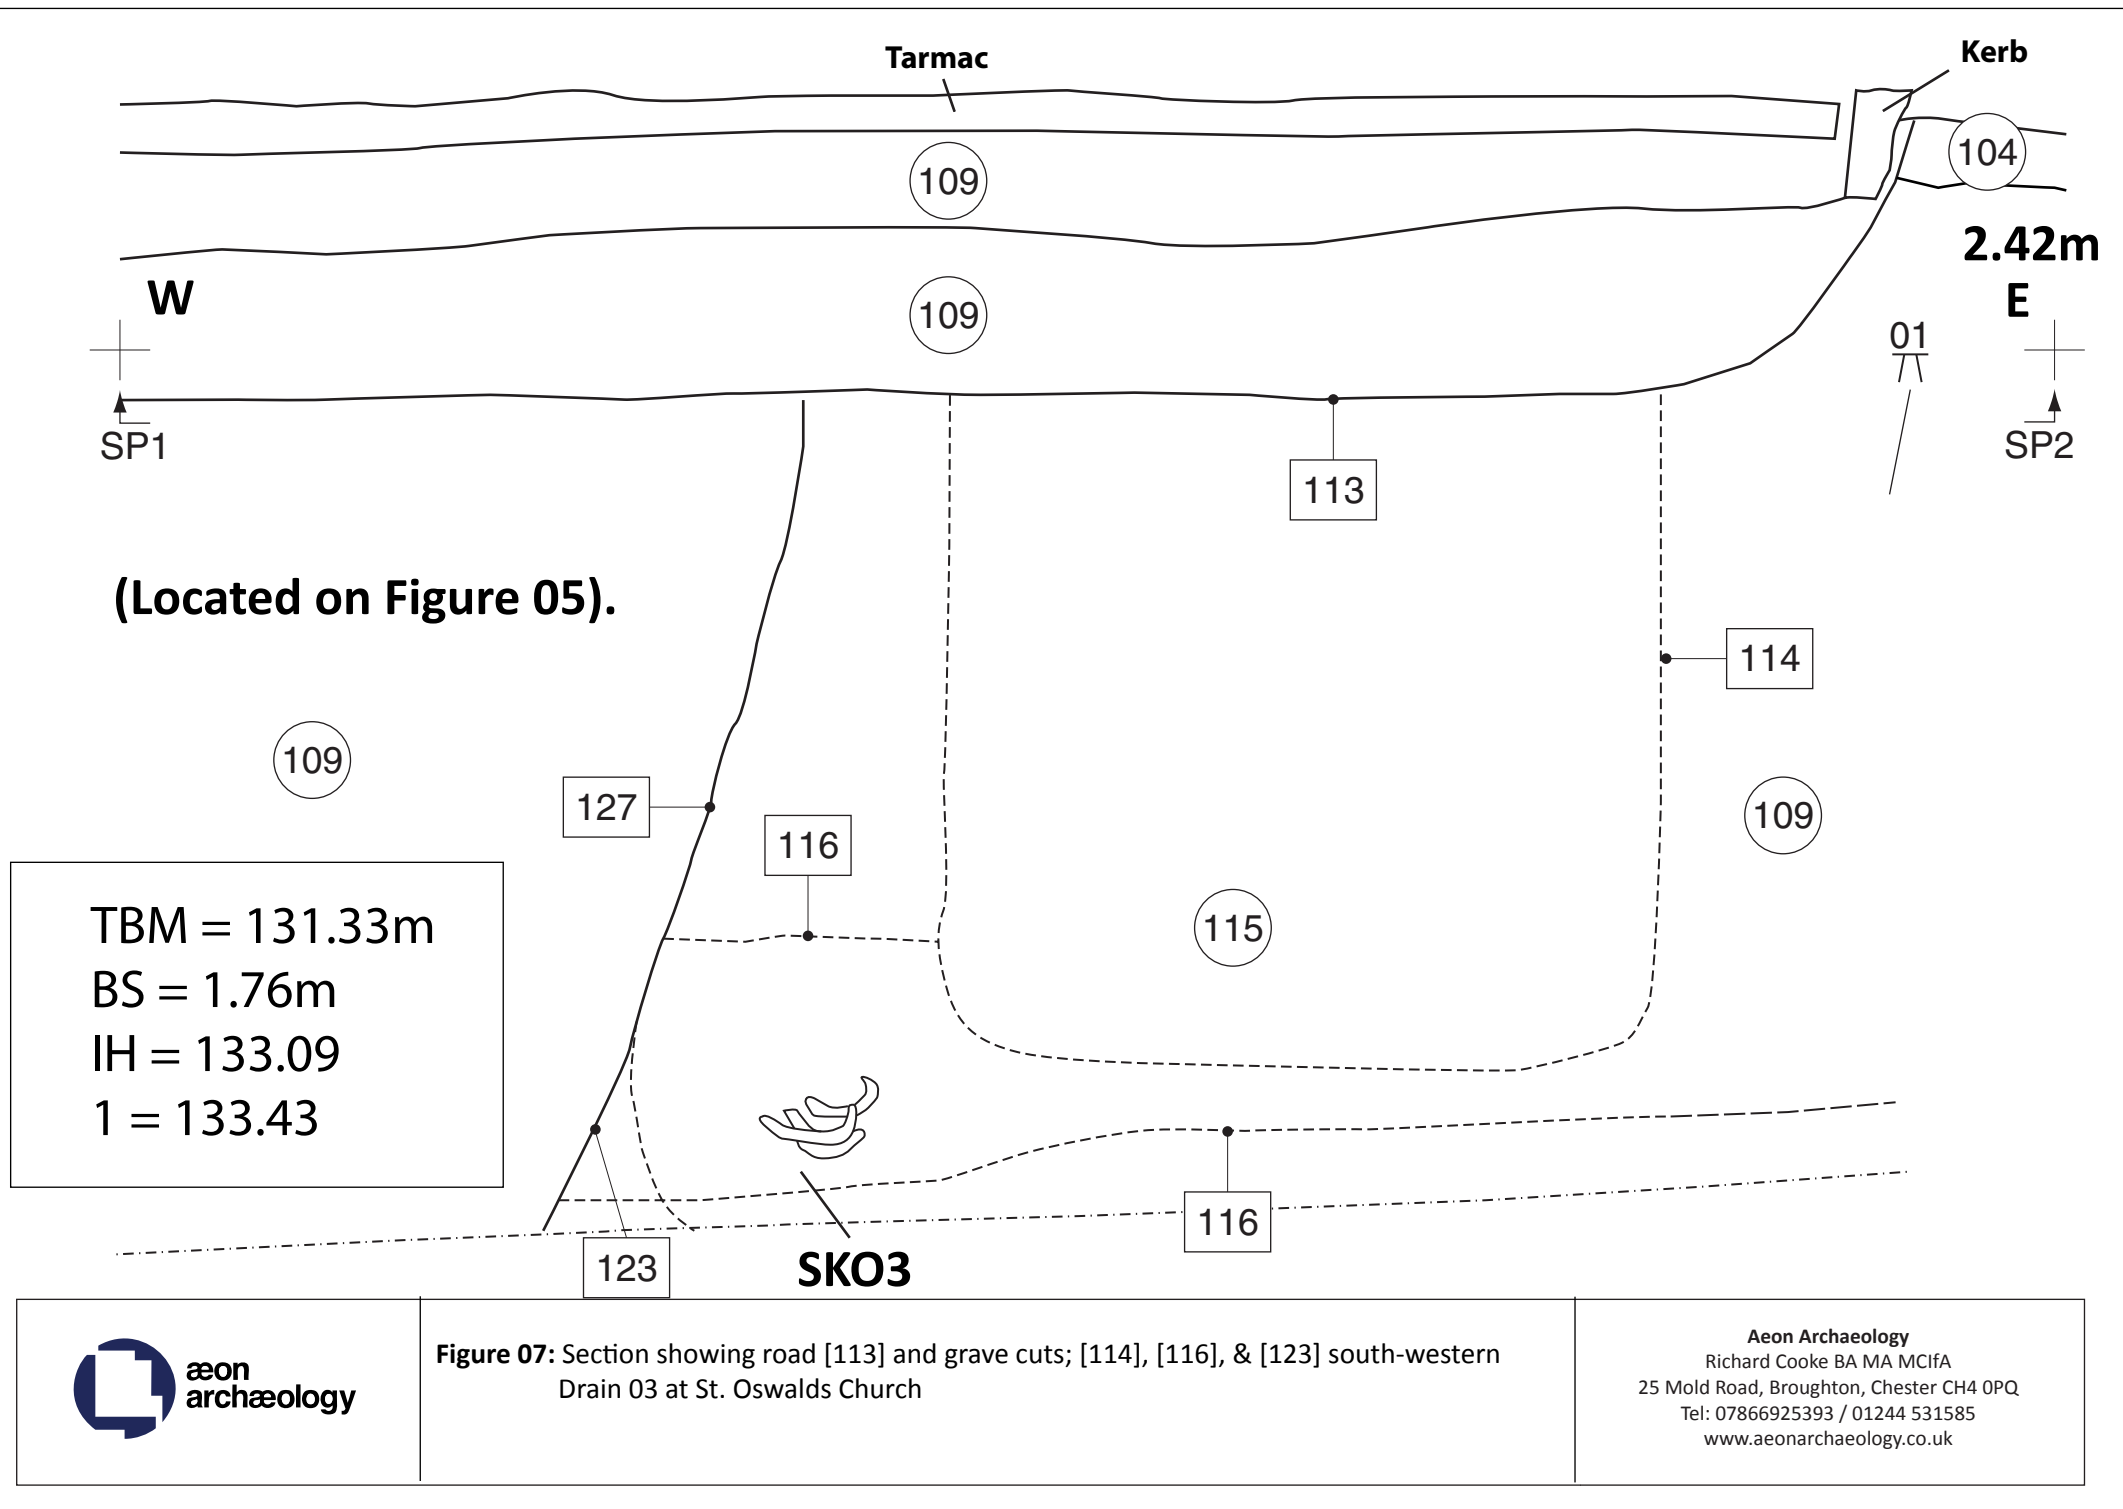 Tarmac
Kerb
104
109
2.42m
W
E
109
01
SP1
SP2
113
(Located on Figure 05).
114
109
127
109
116
TBM = 131.33m
BS = 1.76m
IH = 133.09
1 = 133.43
115
116
123
SKO3
æon
archæology
Figure 07: Section showing road [113] and grave cuts; [114], [116], & [123] south-western
Drain 03 at St. Oswalds Church
Aeon Archaeology
Richard Cooke BA MA MCIfA
25 Mold Road, Broughton, Chester CH4 0PQ
Tel: 07866925393 / 01244 531585
www.aeonarchaeology.co.uk